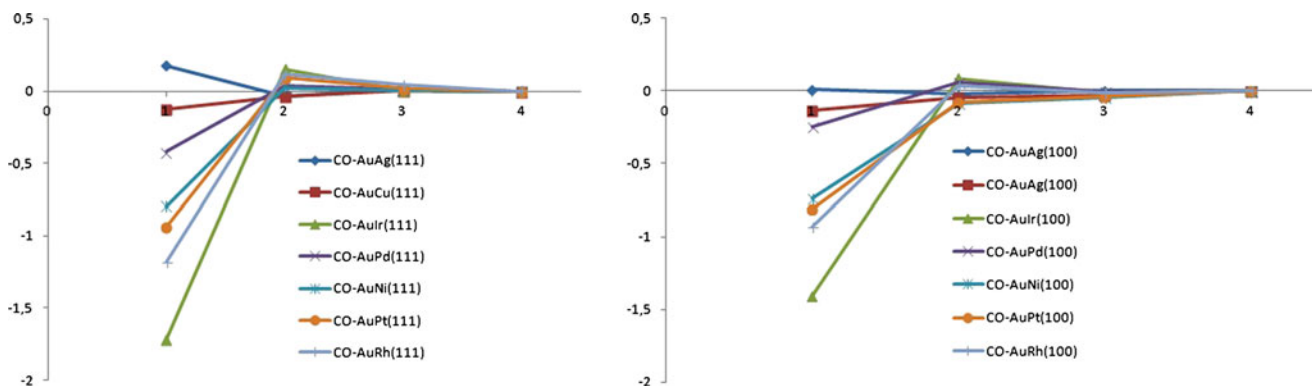 0,5
0
-0,5
-1
-1,5
-2
0
1
2
3
4
CO-AuAg(111)
CO-AuCu(111)
CO-AuIr(111)
CO-AuPd(111)
CO-AuNi(111)
CO-AuPt(111)
CO-AuRh(111)
0,5
0
-0,5
-1
-1,5
-2
0
1
2
3
4
CO-AuAg(100)
CO-AuAg(100)
CO-AuIr(100)
CO-AuPd(100)
CO-AuNi(100)
CO-AuPt(100)
CO-AuRh(100)